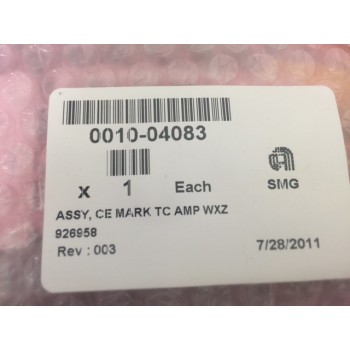 0010-04083
x 1 Each SMG
ASSY, CE MARK TC AMP WXZ
926958
Rev : 003 7/28/2011